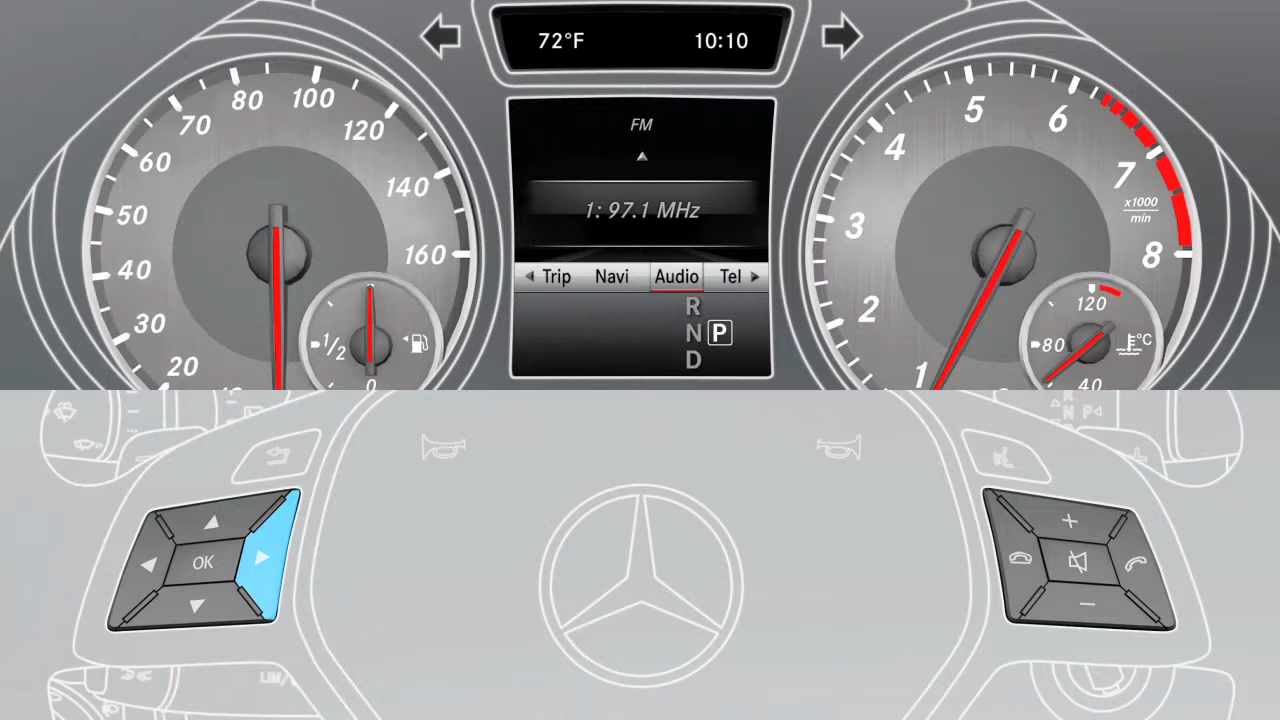 72°F 10:10
FM
1: 97.1 MHz
Trip Navi Audio Tel
R
N P
D
20
30
40
50
60
70
80
100
120
140
160
1/2
0
1
2
3
4
5
6
7
8
x1000
min
120
80 °C
40
R
N P
OK
+
−
LIM/